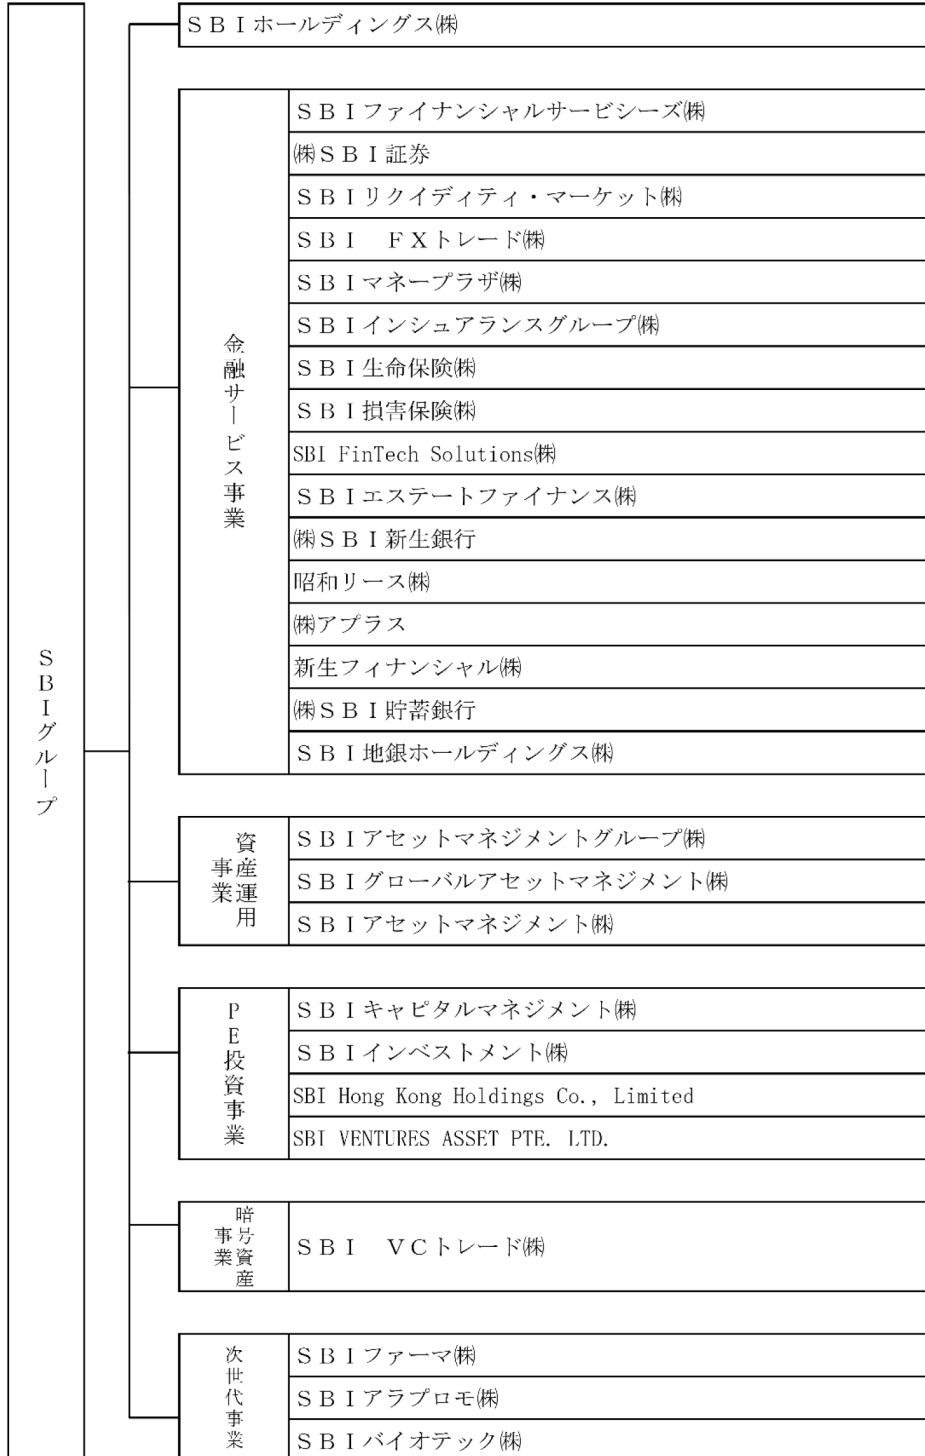 SBIグループ
SBIホールディングス㈱
金融サービス事業
SBIファイナンシャルサービシーズ㈱
㈱SBI証券
SBIリクイディティ・マーケット㈱
SBI FXトレード㈱
SBIマネープラザ㈱
SBIインシュアランスグループ㈱
SBI生命保険㈱
SBI損害保険㈱
SBI FinTech Solutions㈱
SBIエステートファイナンス㈱
㈱SBI新生銀行
昭和リース㈱
㈱アプラス
新生フィナンシャル㈱
㈱SBI貯蓄銀行
SBI地銀ホールディングス㈱
資産運用
事業
SBIアセットマネジメントグループ㈱
SBIグローバルアセットマネジメント㈱
SBIアセットマネジメント㈱
PE投資事業
SBIキャピタルマネジメント㈱
SBIインベストメント㈱
SBI Hong Kong Holdings Co., Limited
SBI VENTURES ASSET PTE. LTD.
暗号資産
事業
SBI VCトレード㈱
次世代事業
SBIファーマ㈱
SBIアラプロモ㈱
SBIバイオテック㈱